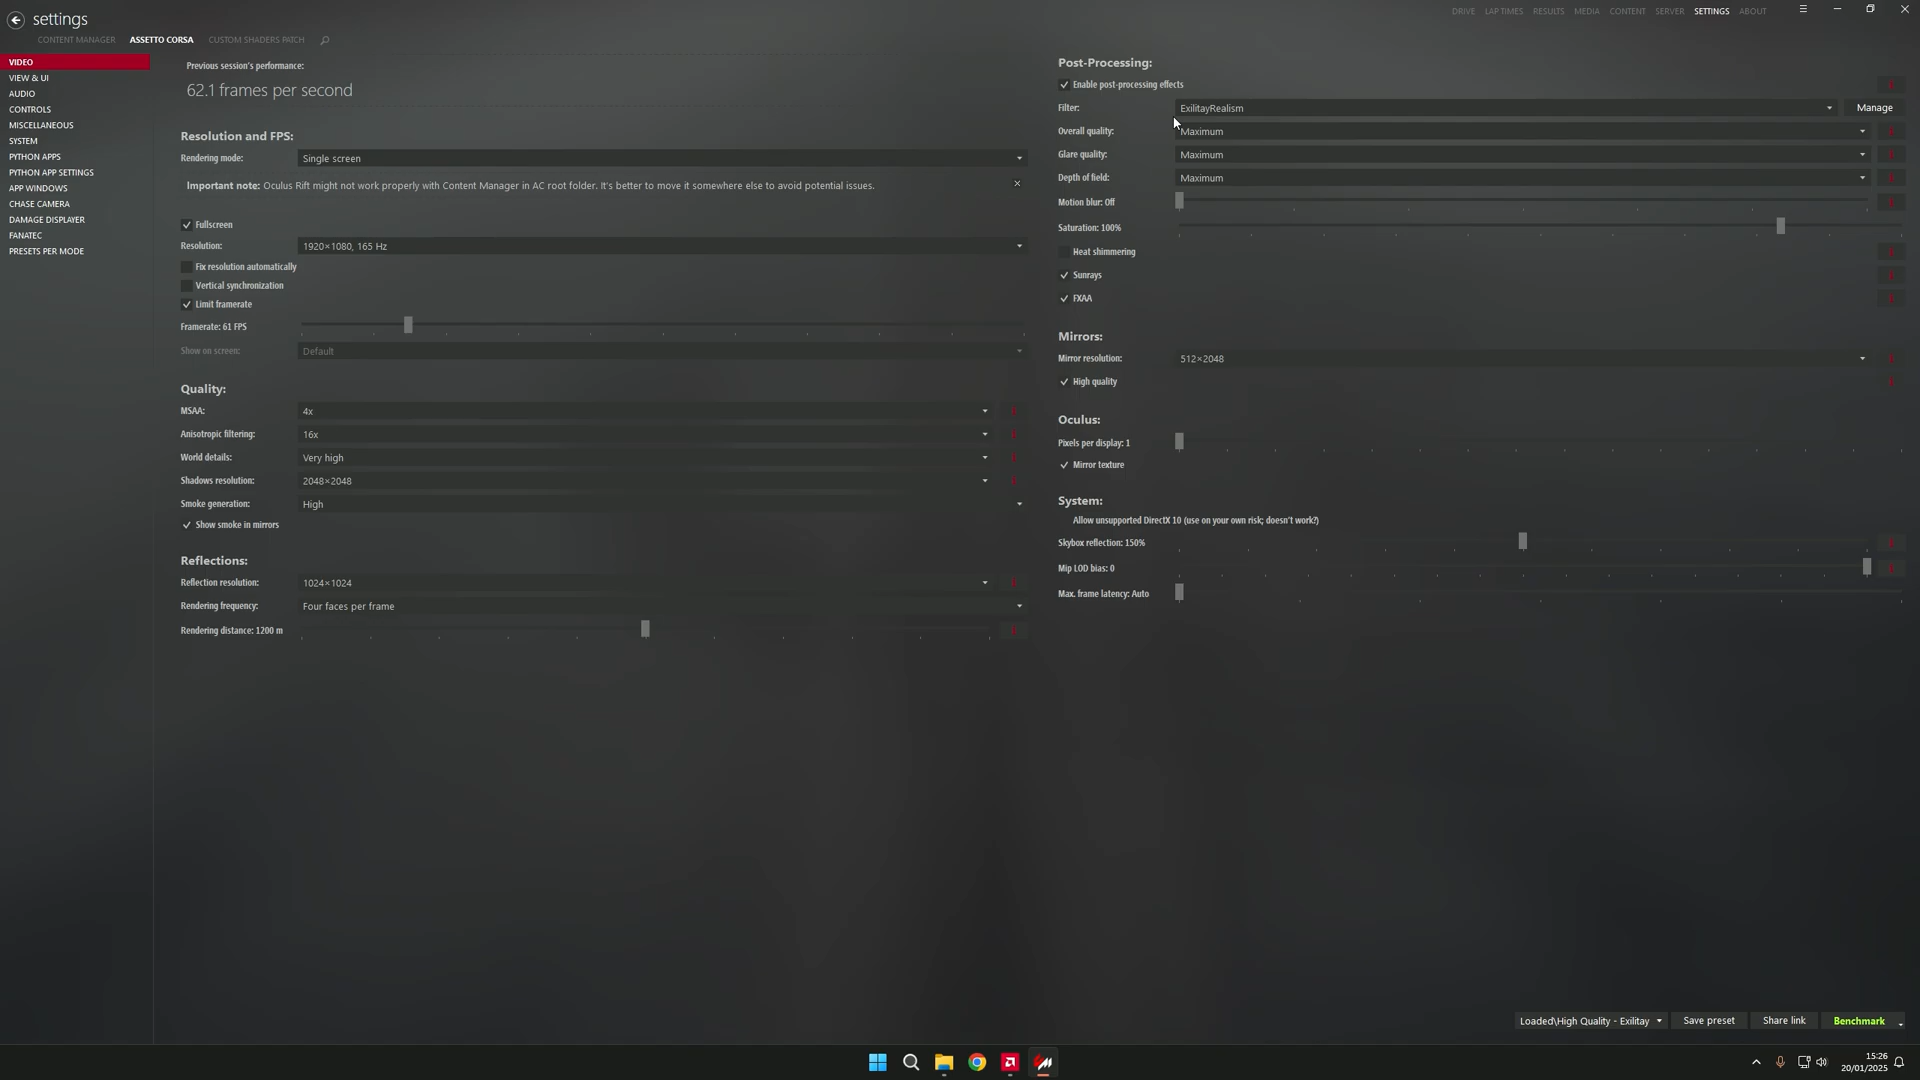 settings
DRIVE LAP TIMES RESULTS MEDIA CONTENT SERVER SETTINGS ABOUT
CONTENT MANAGER ASSETTO CORSA CUSTOM SHADERS PATCH
VIDEO
VIEW & UI
AUDIO
CONTROLS
MISCELLANEOUS
SYSTEM
PYTHON APPS
PYTHON APP SETTINGS
APP WINDOWS
CHASE CAMERA
DAMAGE DISPLAYER
FANATEC
PRESETS PER MODE
Previous session's performance:
62.1 frames per second
Resolution and FPS:
Rendering mode: Single screen
Important note: Oculus Rift might not work properly with Content Manager in AC root folder. It's better to move it somewhere else to avoid potential issues.
Fullscreen
Resolution: 1920×1080, 165 Hz
Fix resolution automatically
Vertical synchronization
Limit framerate
Framerate: 61 FPS
Show on screen: Default
Quality:
MSAA: 4x
Anisotropic filtering: 16x
World details: Very high
Shadows resolution: 2048×2048
Smoke generation: High
Show smoke in mirrors
Reflections:
Reflection resolution: 1024×1024
Rendering frequency: Four faces per frame
Rendering distance: 1200 m
Post-Processing:
Enable post-processing effects
Filter: ExilitayRealism Manage
Overall quality: Maximum
Glare quality: Maximum
Depth of field: Maximum
Motion blur: Off
Saturation: 100%
Heat shimmering
Sunrays
FXAA
Mirrors:
Mirror resolution: 512×2048
High quality
Oculus:
Pixels per display: 1
Mirror texture
System:
Allow unsupported DirectX 10 (use on your own risk; doesn't work?)
Skybox reflection: 150%
Mip LOD bias: 0
Max. frame latency: Auto
Loaded\High Quality - Exilitay Save preset Share link Benchmark
15:26
20/01/2025